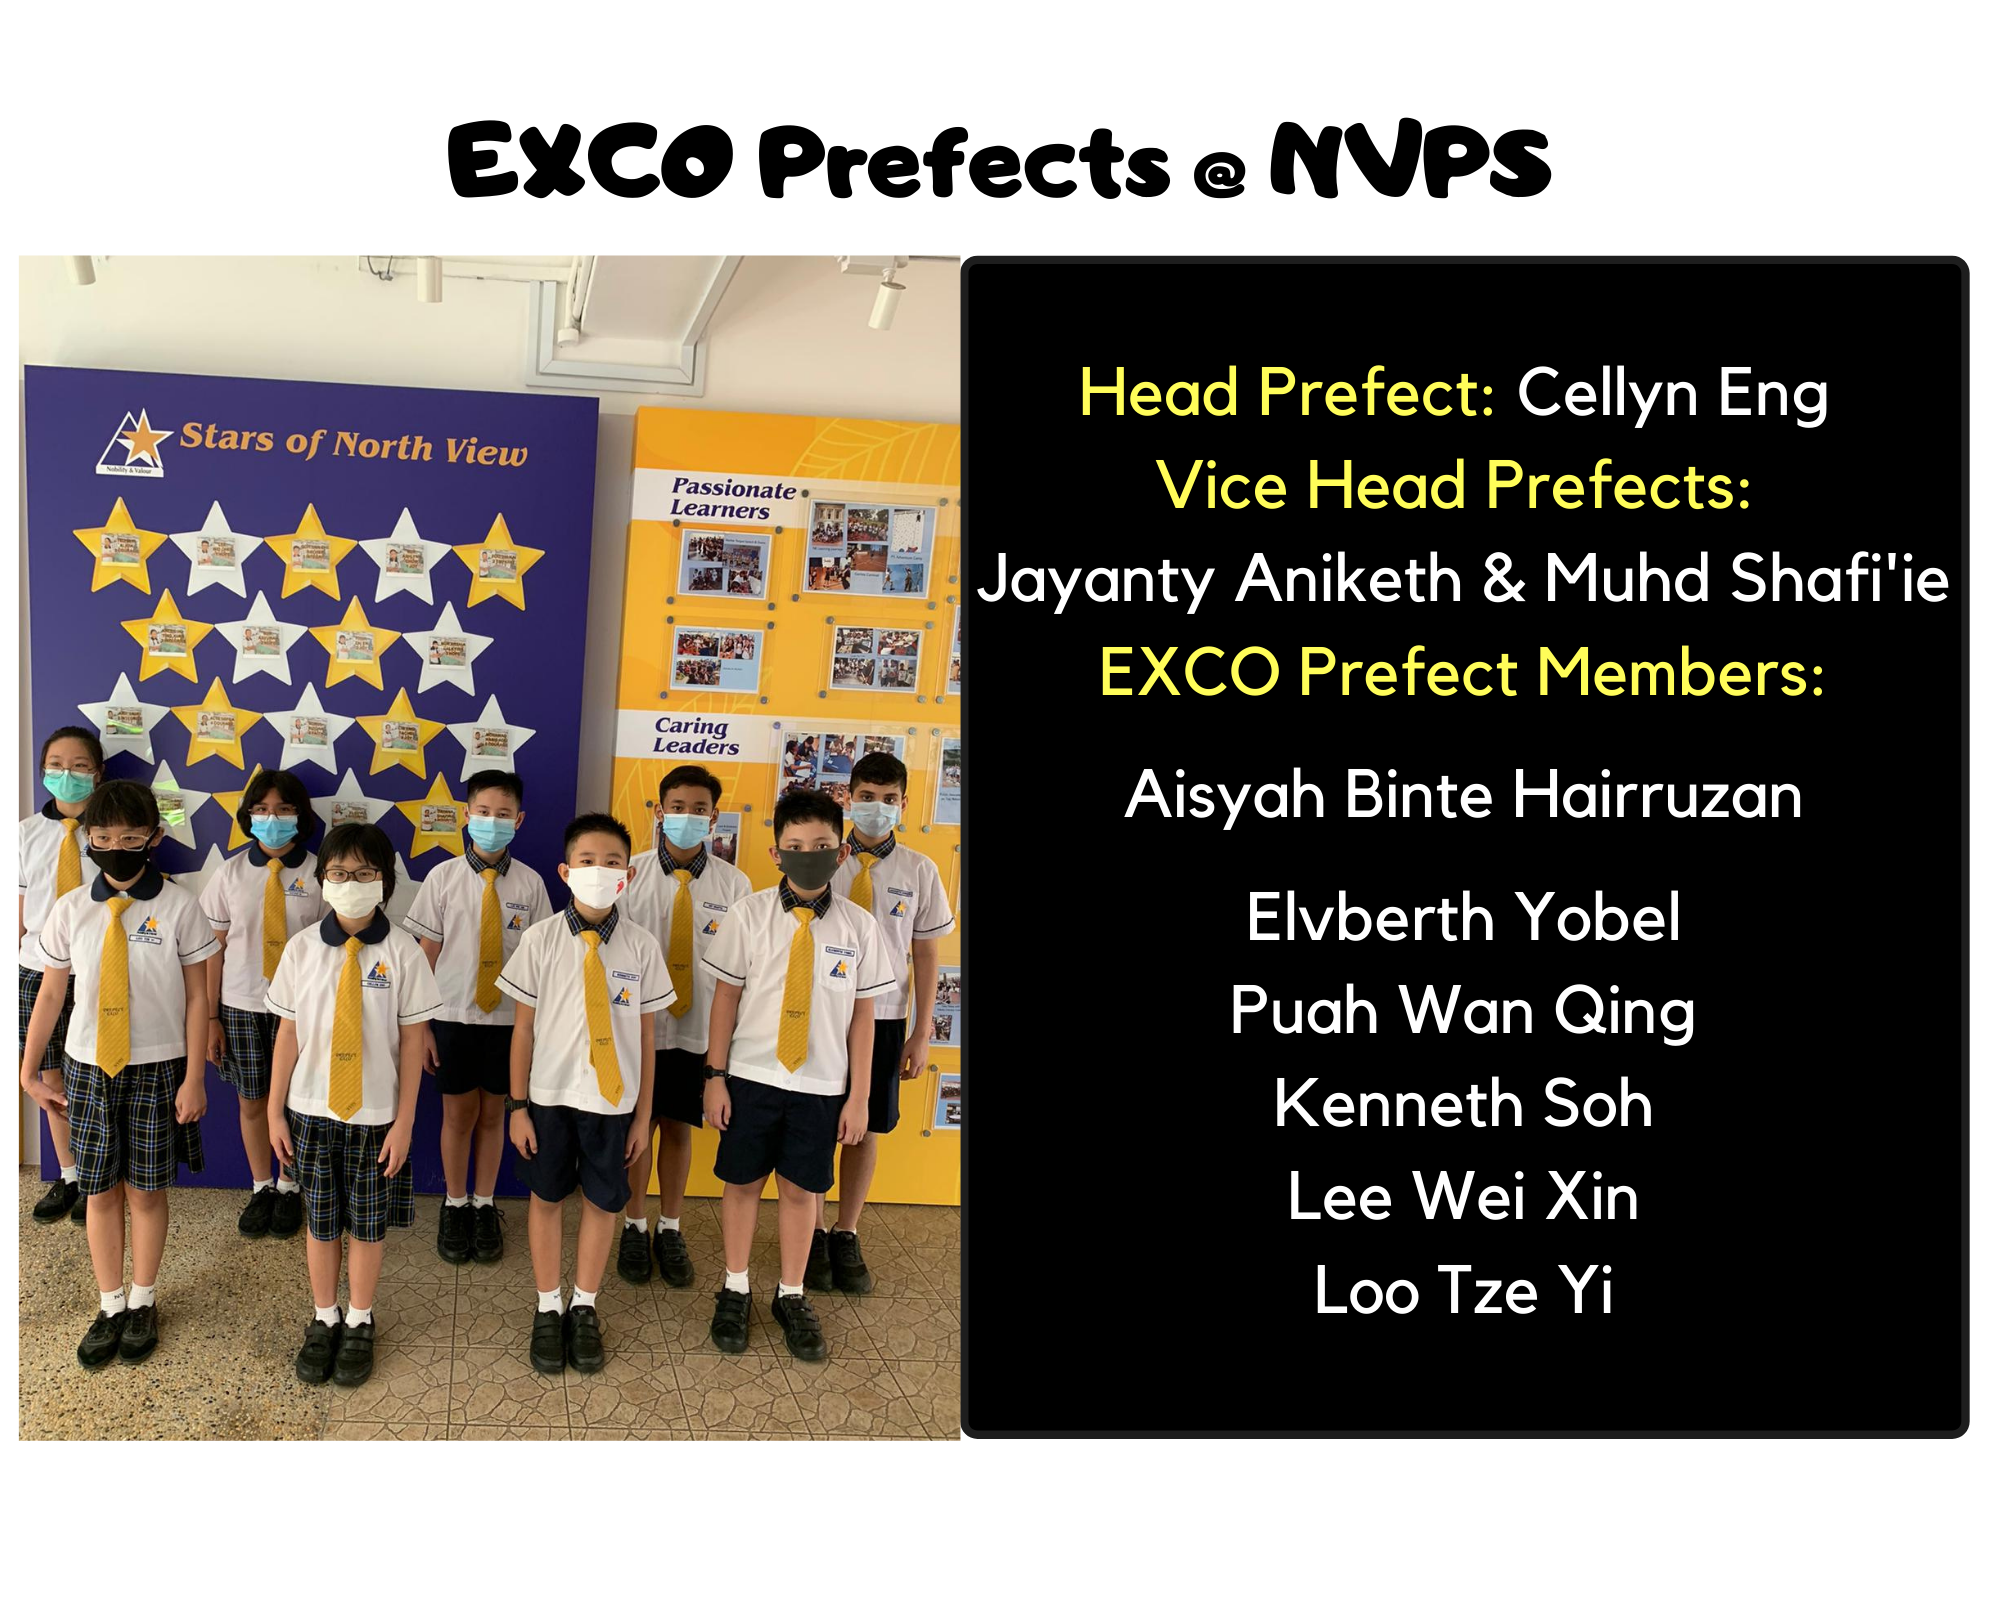 EXCO Prefects @ NVPS
Stars of North View
Nobility & Valour
Passionate
Learners
Caring
Leaders
Head Prefect: Cellyn Eng
Vice Head Prefects:
Jayanty Aniketh & Muhd Shafi'ie
EXCO Prefect Members:
Aisyah Binte Hairruzan
Elvberth Yobel
Puah Wan Qing
Kenneth Soh
Lee Wei Xin
Loo Tze Yi